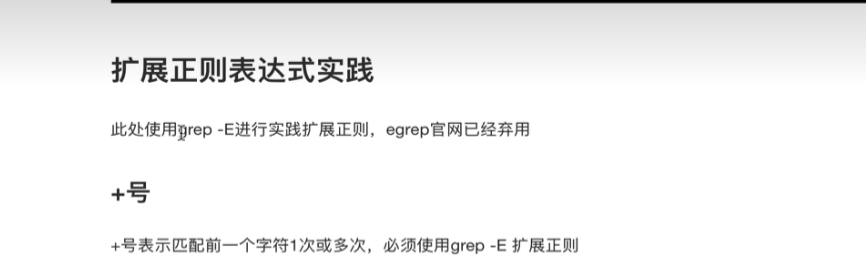 扩展正则表达式实践
此处使用grep -E进行实践扩展正则，egrep官网已经弃用
+号
+号表示匹配前一个字符1次或多次，必须使用grep -E 扩展正则